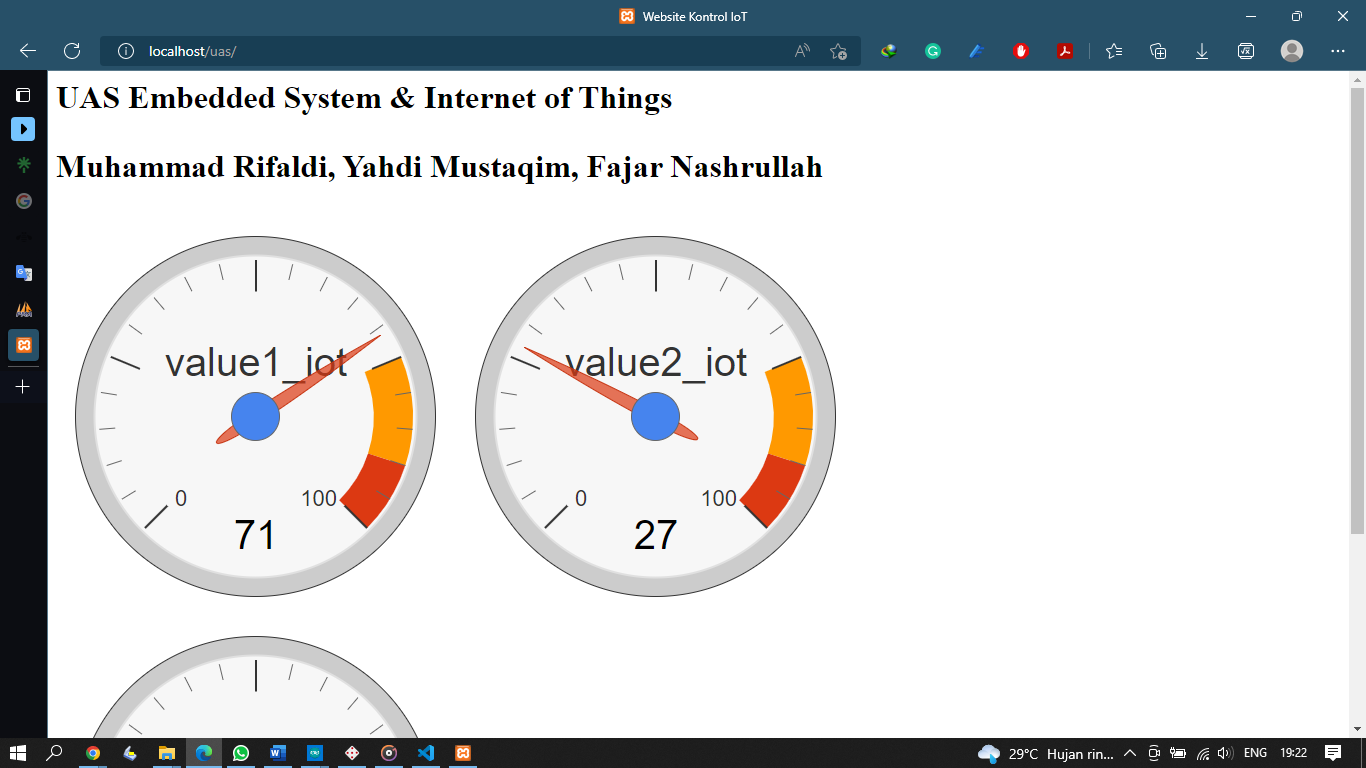 Website Kontrol IoT
localhost/uas/
UAS Embedded System & Internet of Things
Muhammad Rifaldi, Yahdi Mustaqim, Fajar Nashrullah
value1_iot
0
100
71
value2_iot
0
100
27
29°C Hujan rin...
ENG
19:22